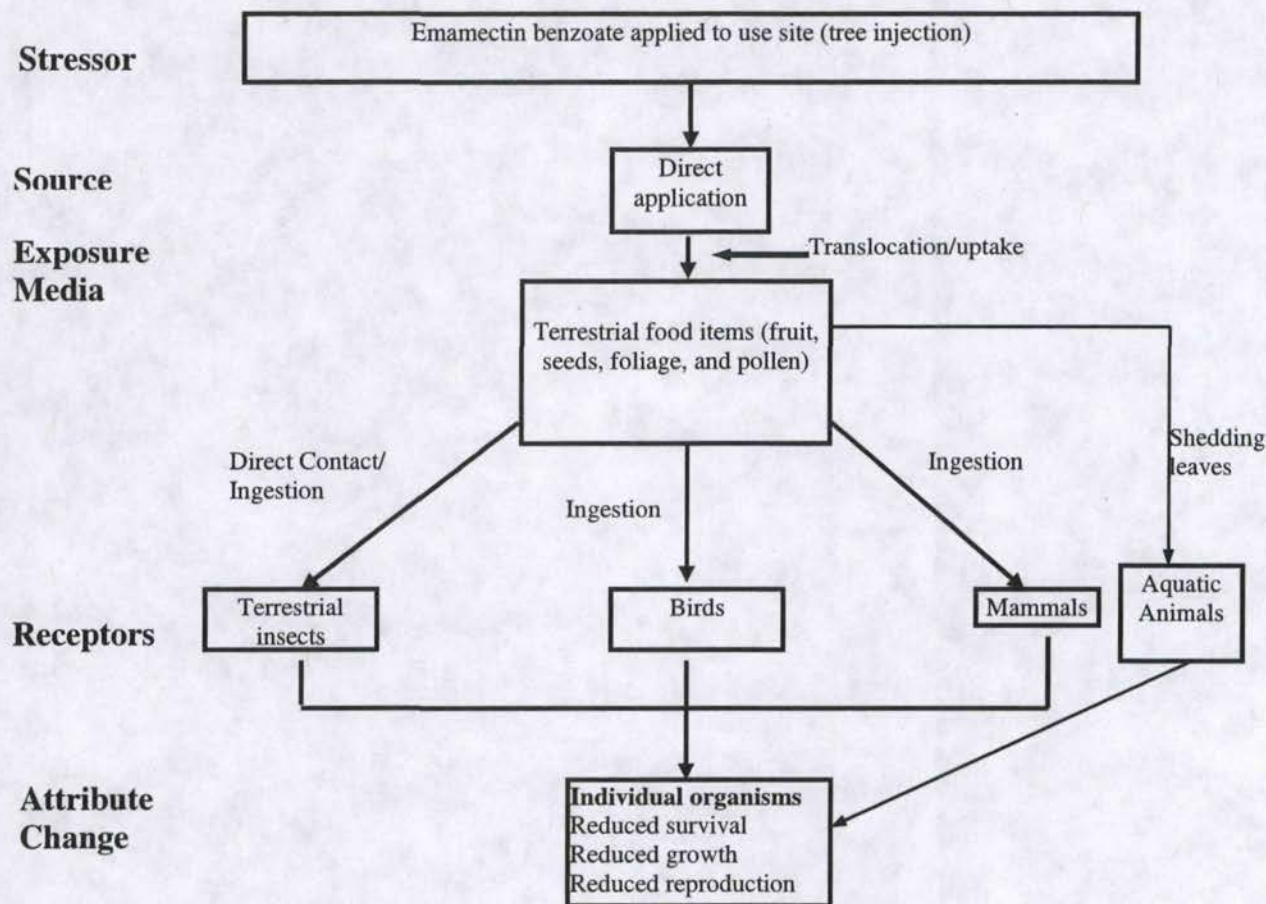 Emamectin benzoate applied to use site (tree injection)
Stressor
Direct
application
Source
Translocation/uptake
Exposure
Media
Terrestrial food items (fruit,
seeds, foliage, and pollen)
Direct Contact/
Ingestion
Ingestion
Ingestion
Shedding
leaves
Receptors
Terrestrial
insects
Birds
Mammals
Aquatic
Animals
Attribute
Change
Individual organisms
Reduced survival
Reduced growth
Reduced reproduction